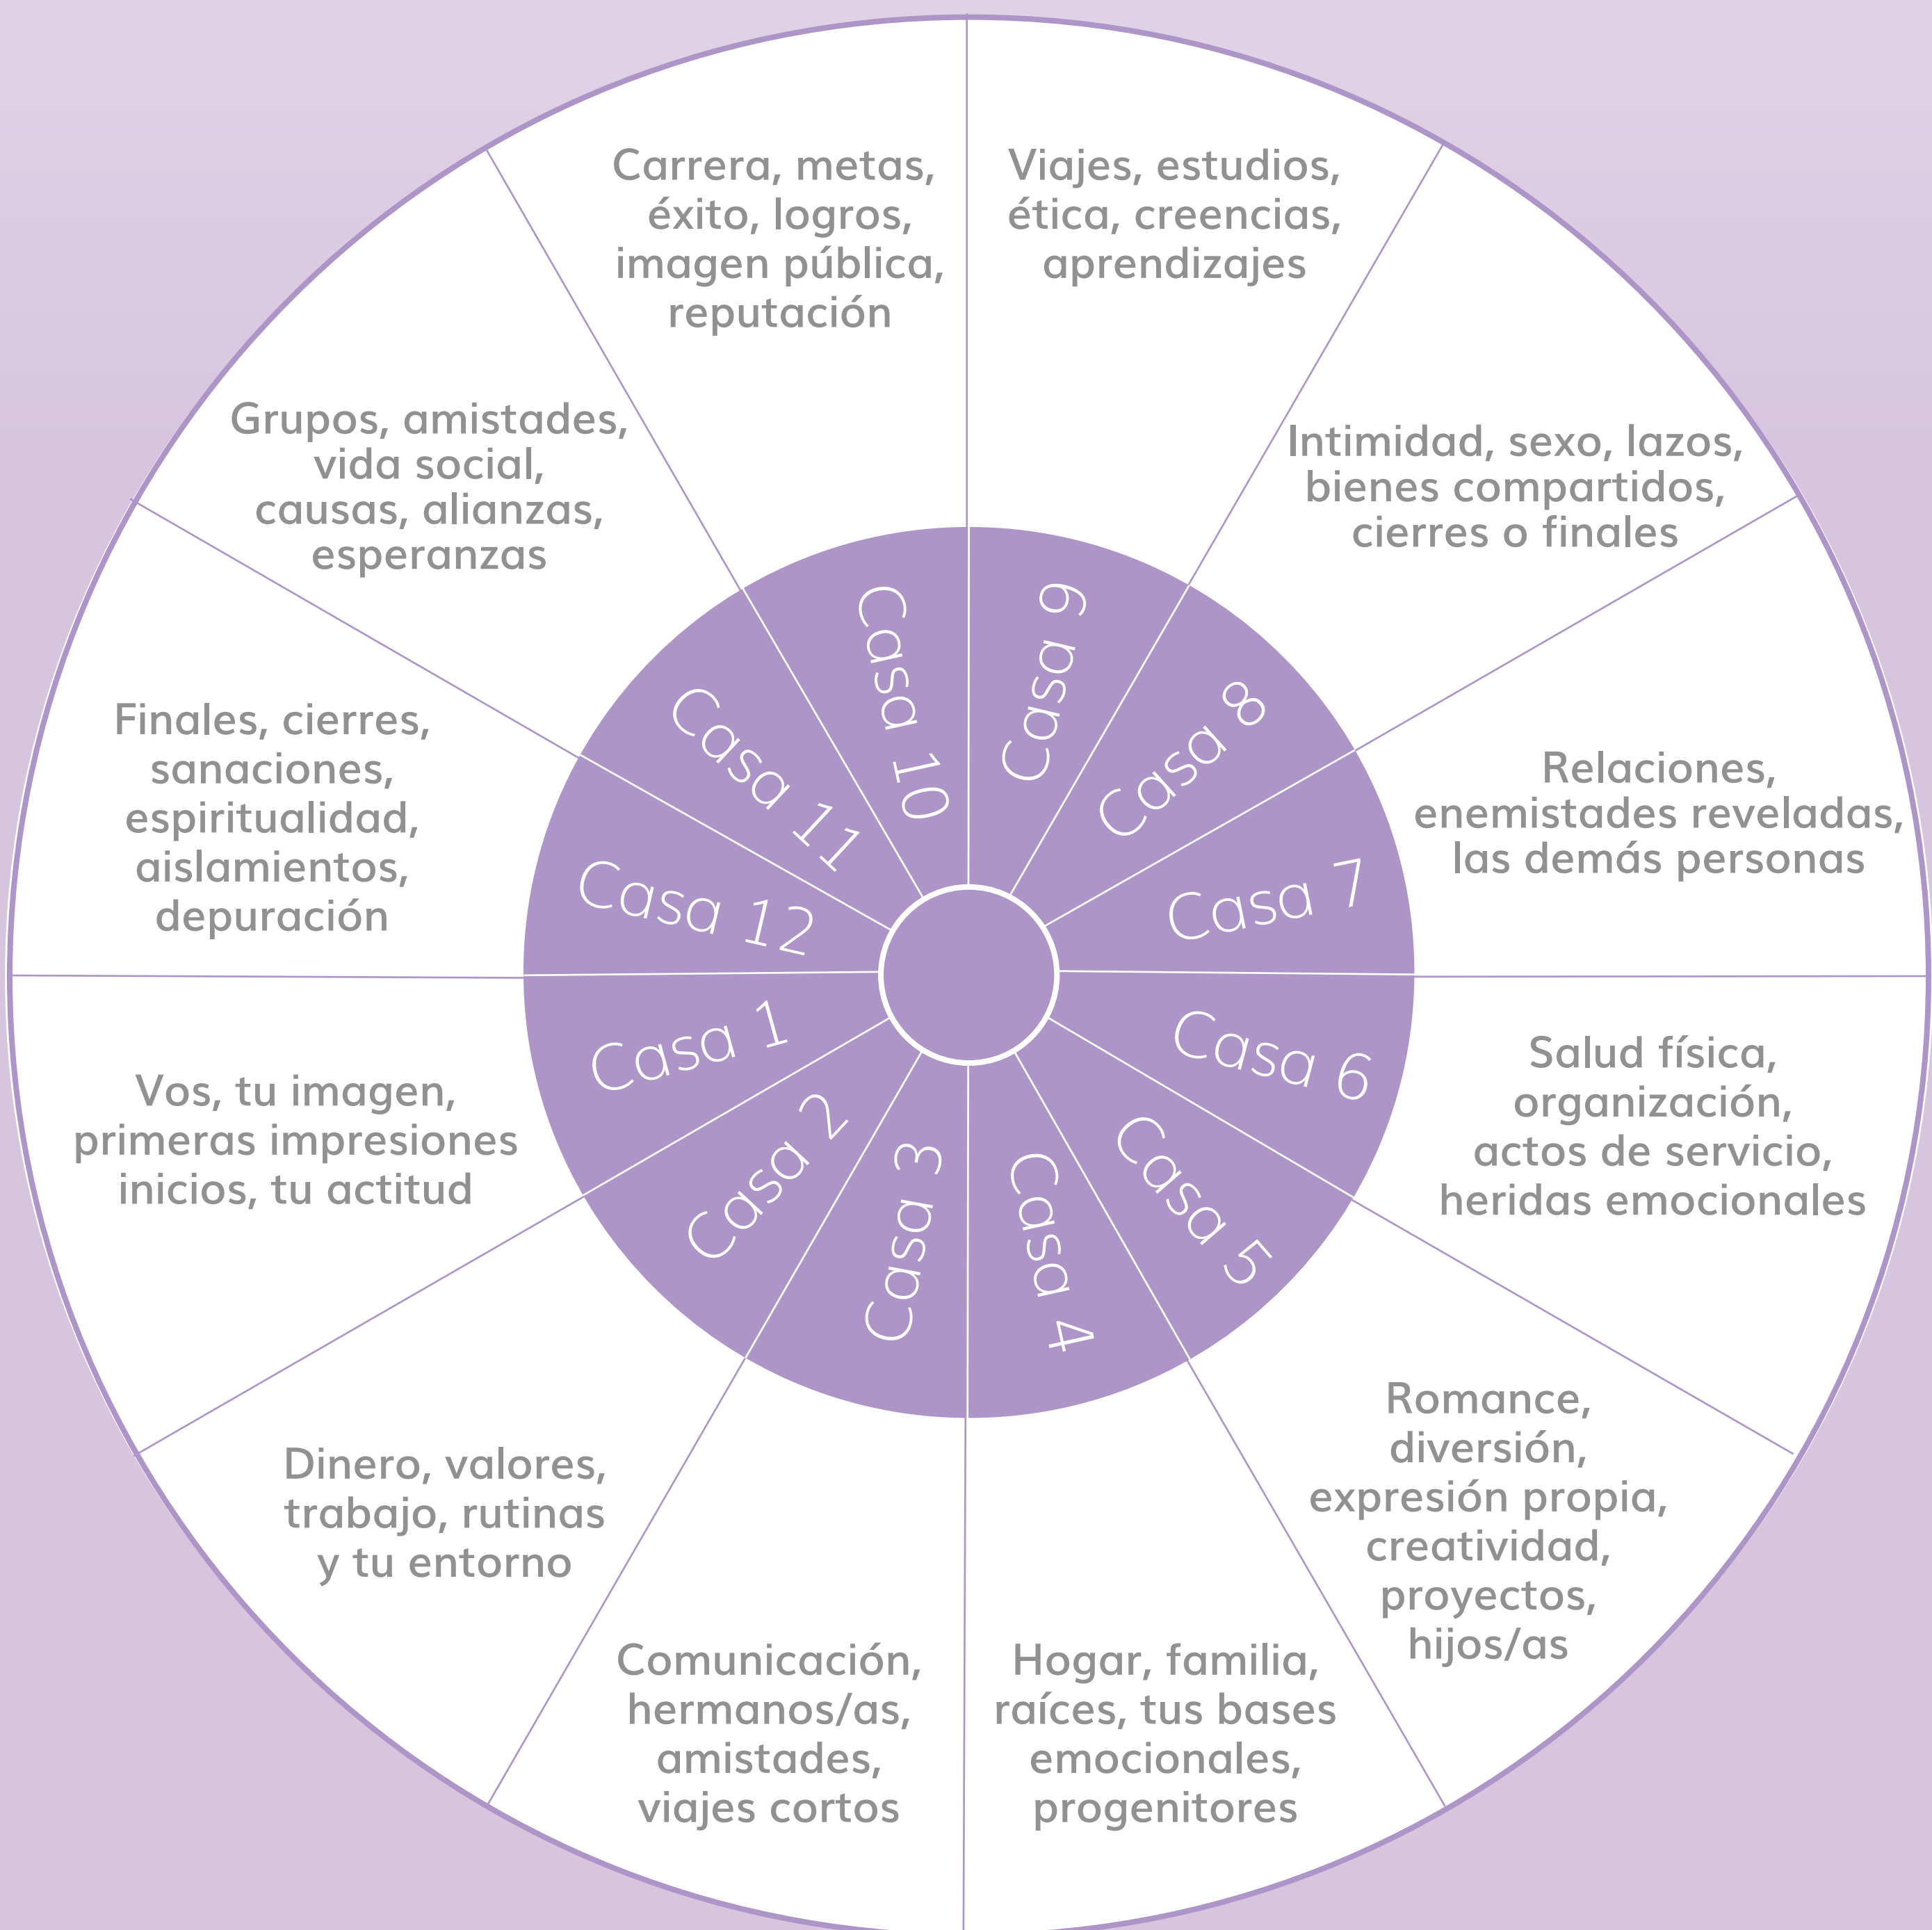 Carrera, metas,
éxito, logros,
imagen pública,
reputación
Viajes, estudios,
ética, creencias,
aprendizajes
Grupos, amistades,
vida social,
causas, alianzas,
esperanzas
Intimidad, sexo, lazos,
bienes compartidos,
cierres o finales
Finales, cierres,
sanaciones,
espiritualidad,
aislamientos,
depuración
Relaciones,
enemistades reveladas,
las demás personas
Casa 10
Casa 9
Casa 11
Casa 8
Casa 12
Casa 7
Casa 1
Casa 6
Casa 2
Casa 5
Casa 3
Casa 4
Vos, tu imagen,
primeras impresiones
inicios, tu actitud
Salud física,
organización,
actos de servicio,
heridas emocionales
Dinero, valores,
trabajo, rutinas
y tu entorno
Romance,
diversión,
expresión propia,
creatividad,
proyectos,
hijos/as
Comunicación,
hermanos/as,
amistades,
viajes cortos
Hogar, familia,
raíces, tus bases
emocionales,
progenitores